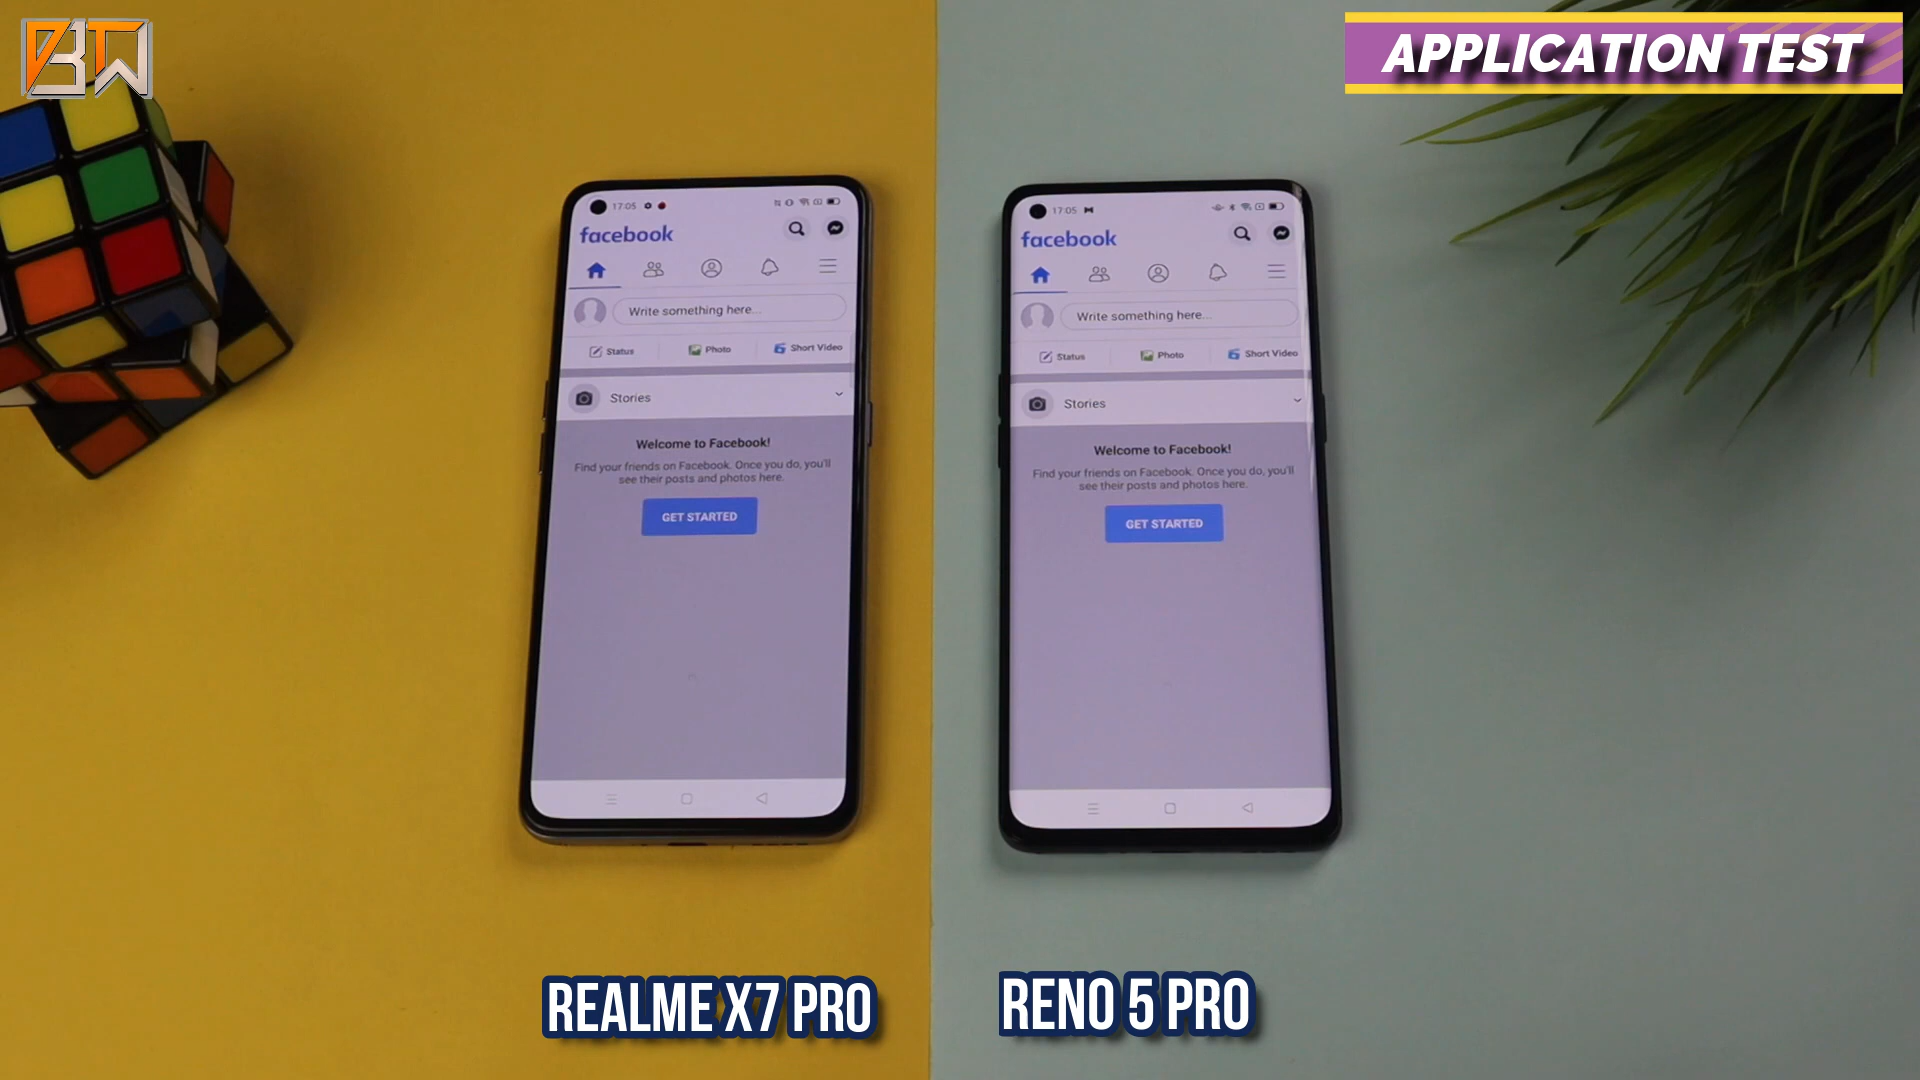 BTW
APPLICATION TEST
17:05
facebook
Write something here...
Status
Photo
Short Video
Stories
Welcome to Facebook!
Find your friends on Facebook. Once you do, you'll
see their posts and photos here.
GET STARTED
17:05
facebook
Write something here...
Status
Photo
Short Video
Stories
Welcome to Facebook!
Find your friends on Facebook. Once you do, you'll
see their posts and photos here.
GET STARTED
REALME X7 PRO
RENO 5 PRO